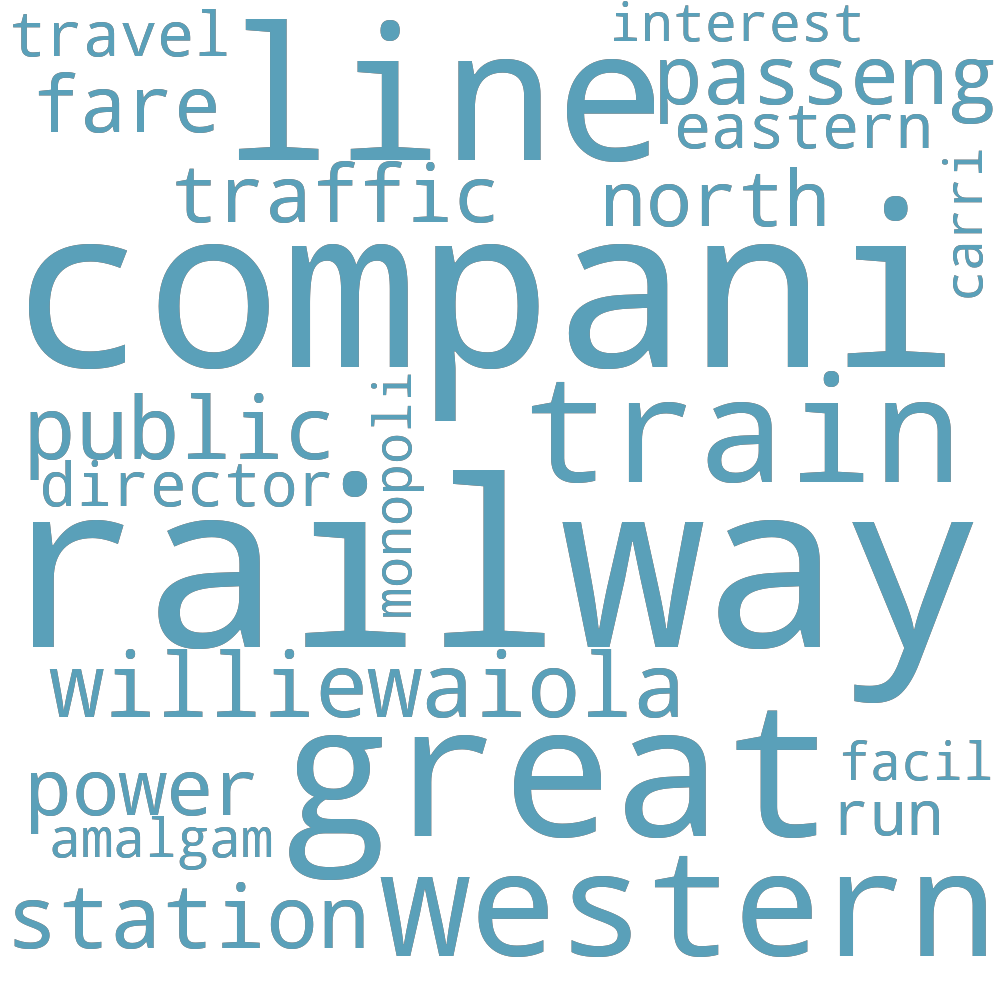 travel
interest
line
fare
passeng
eastern
traffic
north
carri
compani
public
monopoli
train
director
railway
williewaiola
great
power
facil
run
amalgam
station
western